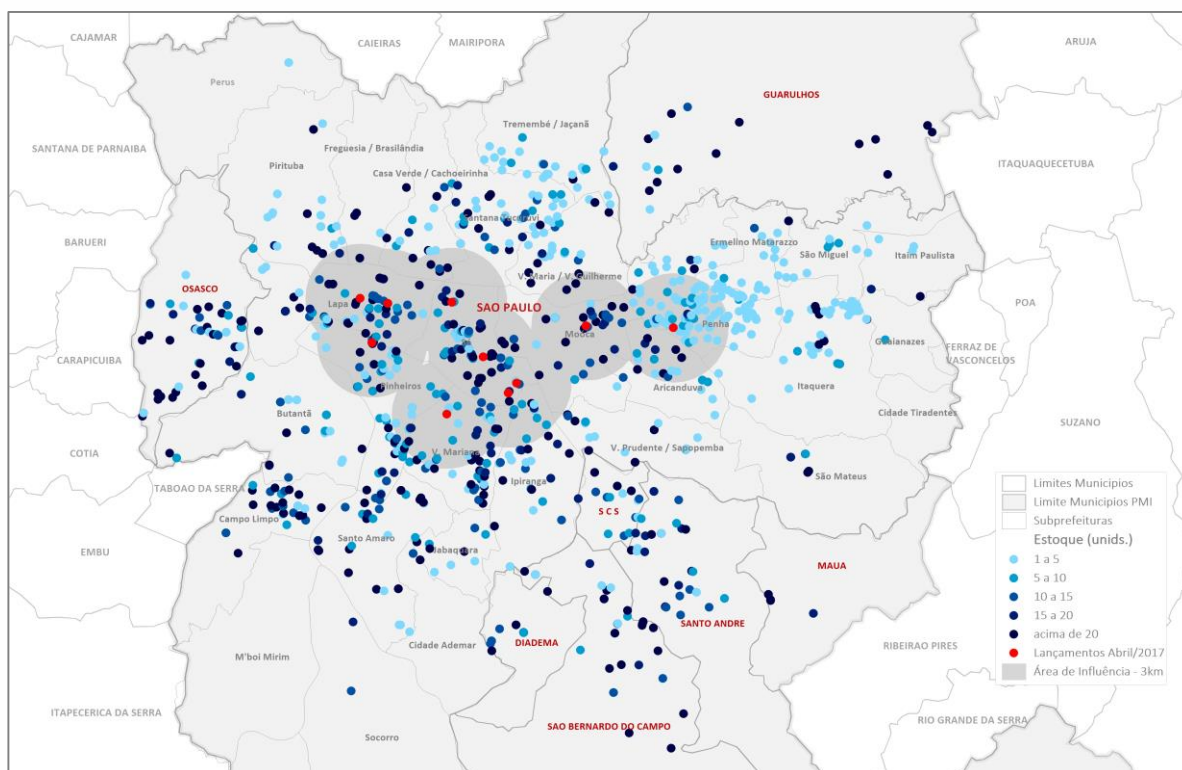 CAJAMAR
CAIEIRAS
MAIRIPORA
ARUJA
Perus
GUARULHOS
Tremembé / Jaçanã
SANTANA DE PARNAIBA
Freguesia / Brasilândia
Pirituba
Casa Verde / Cachoeirinha
ITAQUAQUECETUBA
BARUERI
Ermelino Matarazzo
São Miguel
Itaim Paulista
V. Maria / V. Guilherme
OSASCO
Lapa
SAO PAULO
POA
Mooca
Penha
CARAPICUIBA
Guaianazes
FERRAZ DE
VASCONCELOS
Pinheiros
Aricanduva
Itaquera
Butantã
Cidade Tiradentes
SUZANO
COTIA
V. Mariana
V. Prudente / Sapopemba
São Mateus
TABOAO DA SERRA
Ipiranga
Campo Limpo
S C S
Santo Amaro
EMBU
MAUA
SANTO ANDRE
Cidade Ademar
DIADEMA
M'boi Mirim
RIBEIRAO PIRES
ITAPECERICA DA SERRA
SAO BERNARDO DO CAMPO
RIO GRANDE DA SERRA
Socorro
Limites Municipios
Limite Municipios PMI
Subprefeituras
Estoque (unids.)
1 a 5
5 a 10
10 a 15
15 a 20
acima de 20
Lançamentos Abril/2017
Área de Influência - 3km